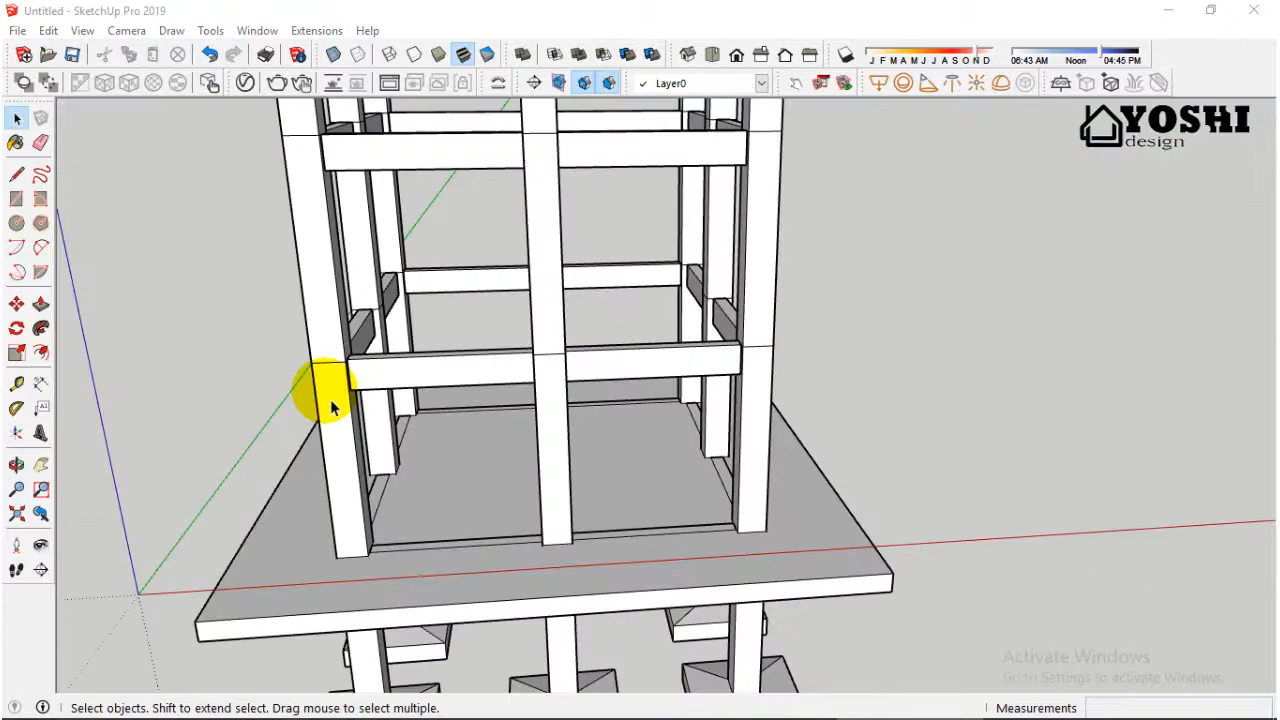 Untitled - SketchUp Pro 2019
File Edit View Camera Draw Tools Window Extensions Help
J F M A M J J A S O N D 06:43 AM Noon 04:45 PM
✓ Layer0
YOSHI
design
A1
Activate Windows
Go to Settings to activate Windows.
Select objects. Shift to extend select. Drag mouse to select multiple. Measurements